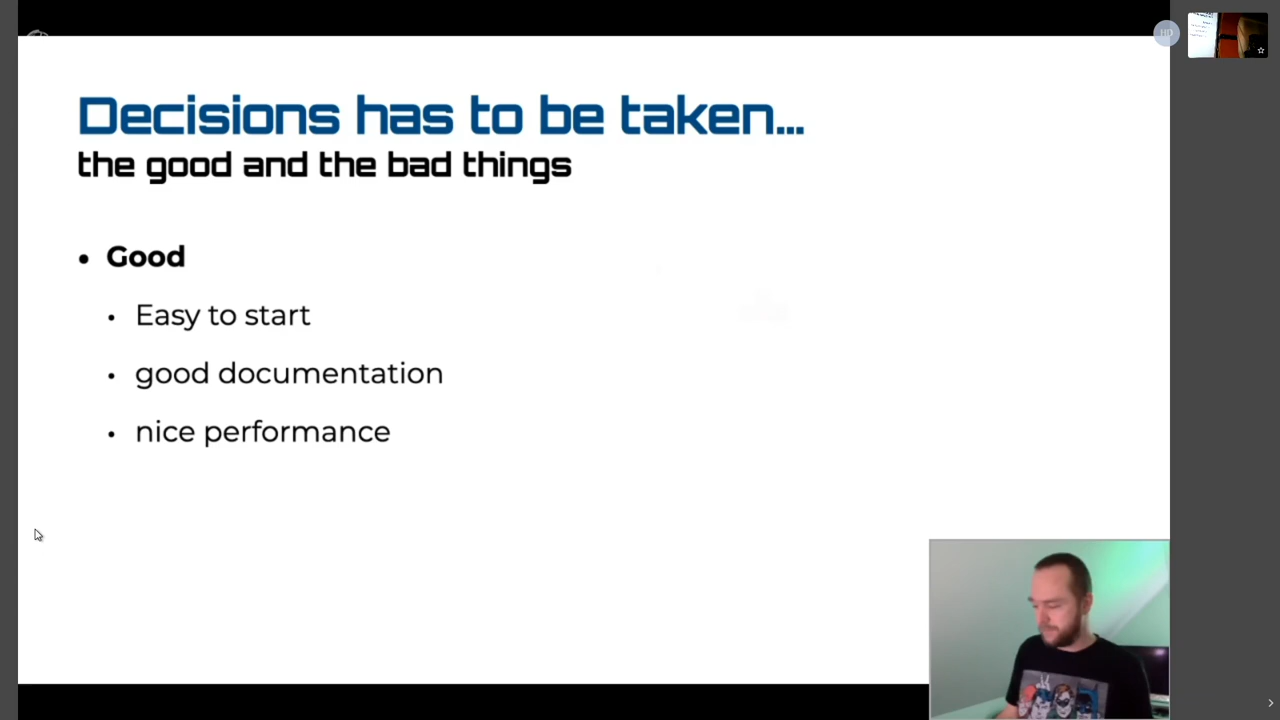 Decisions has to be taken...
the good and the bad things
• Good
• Easy to start
• good documentation
• nice performance